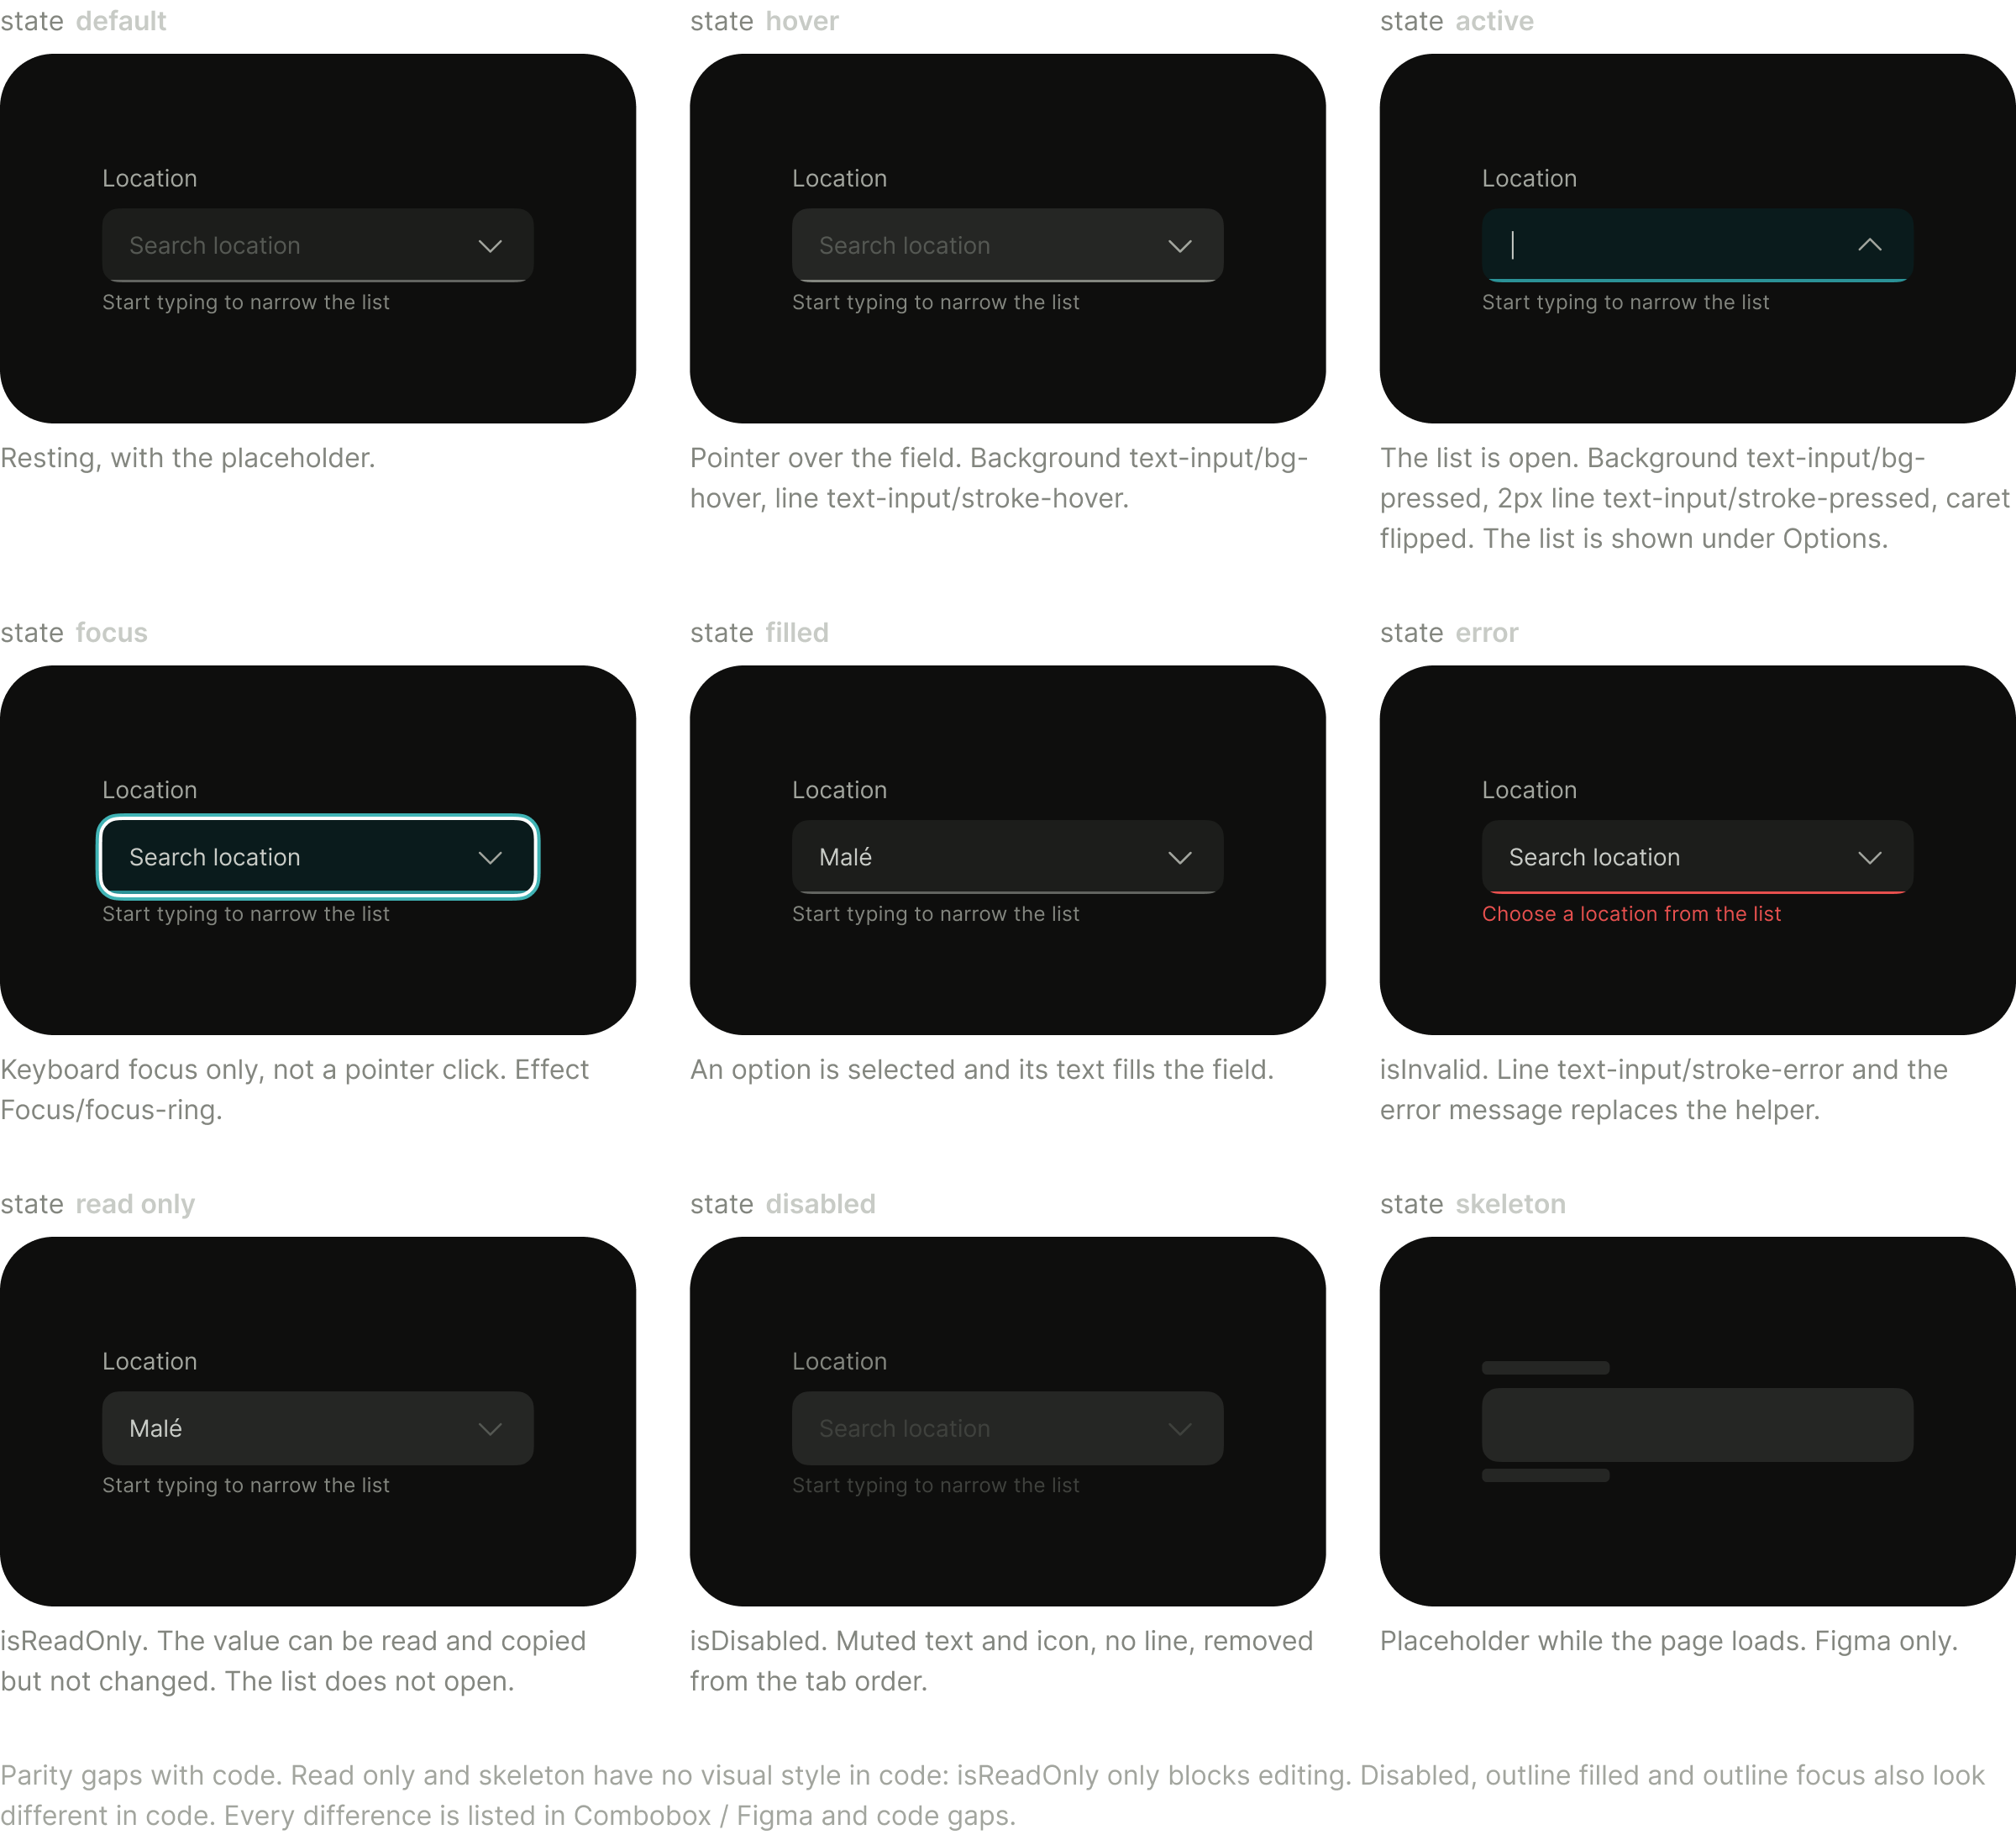 state default
Location
Search location
Start typing to narrow the list
Resting, with the placeholder.
state hover
Location
Search location
Start typing to narrow the list
Pointer over the field. Background text-input/bg-
hover, line text-input/stroke-hover.
state active
Location
Start typing to narrow the list
The list is open. Background text-input/bg-
pressed, 2px line text-input/stroke-pressed, caret
flipped. The list is shown under Options.
state focus
Location
Search location
Start typing to narrow the list
Keyboard focus only, not a pointer click. Effect
Focus/focus-ring.
state filled
Location
Malé
Start typing to narrow the list
An option is selected and its text fills the field.
state error
Location
Search location
Choose a location from the list
isInvalid. Line text-input/stroke-error and the
error message replaces the helper.
state read only
Location
Malé
Start typing to narrow the list
isReadOnly. The value can be read and copied
but not changed. The list does not open.
state disabled
Location
Search location
Start typing to narrow the list
isDisabled. Muted text and icon, no line, removed
from the tab order.
state skeleton
Placeholder while the page loads. Figma only.
Parity gaps with code. Read only and skeleton have no visual style in code: isReadOnly only blocks editing. Disabled, outline filled and outline focus also look
different in code. Every difference is listed in Combobox / Figma and code gaps.